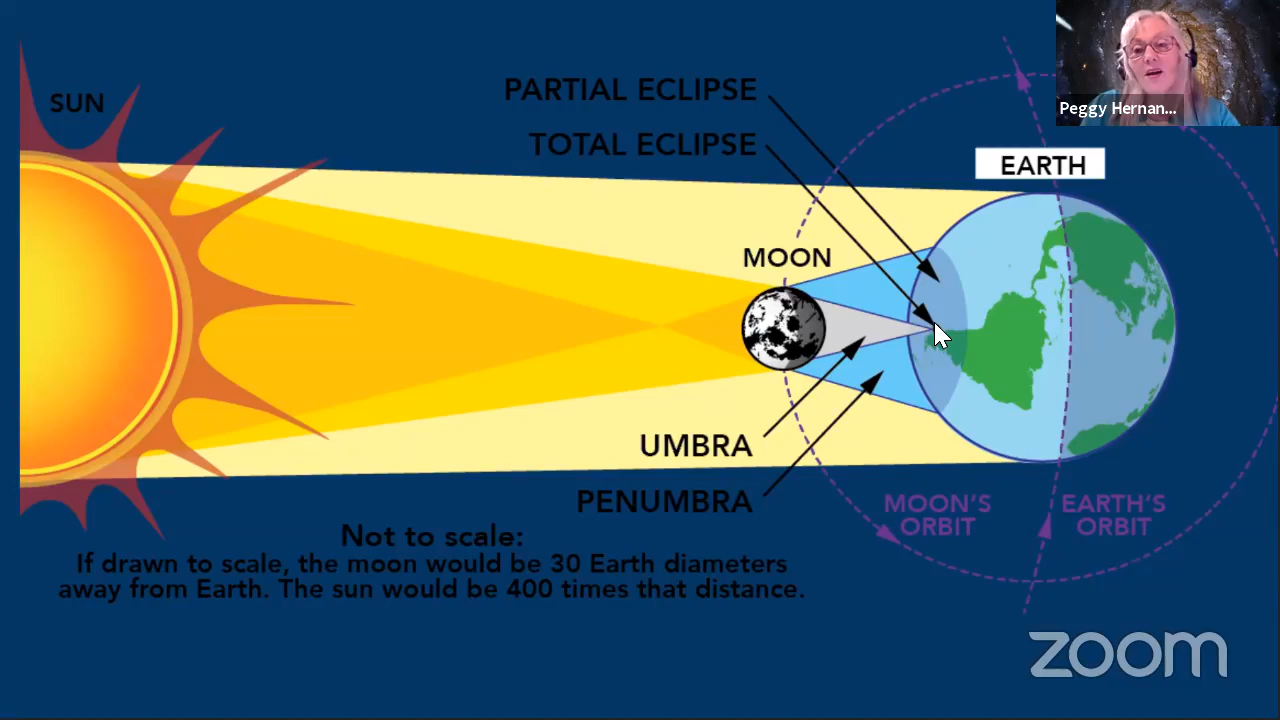 Peggy Hernan...
SUN
PARTIAL ECLIPSE
TOTAL ECLIPSE
EARTH
MOON
UMBRA
PENUMBRA
MOON'S
ORBIT
EARTH'S
ORBIT
Not to scale:
If drawn to scale, the moon would be 30 Earth diameters
away from Earth. The sun would be 400 times that distance.
zoom